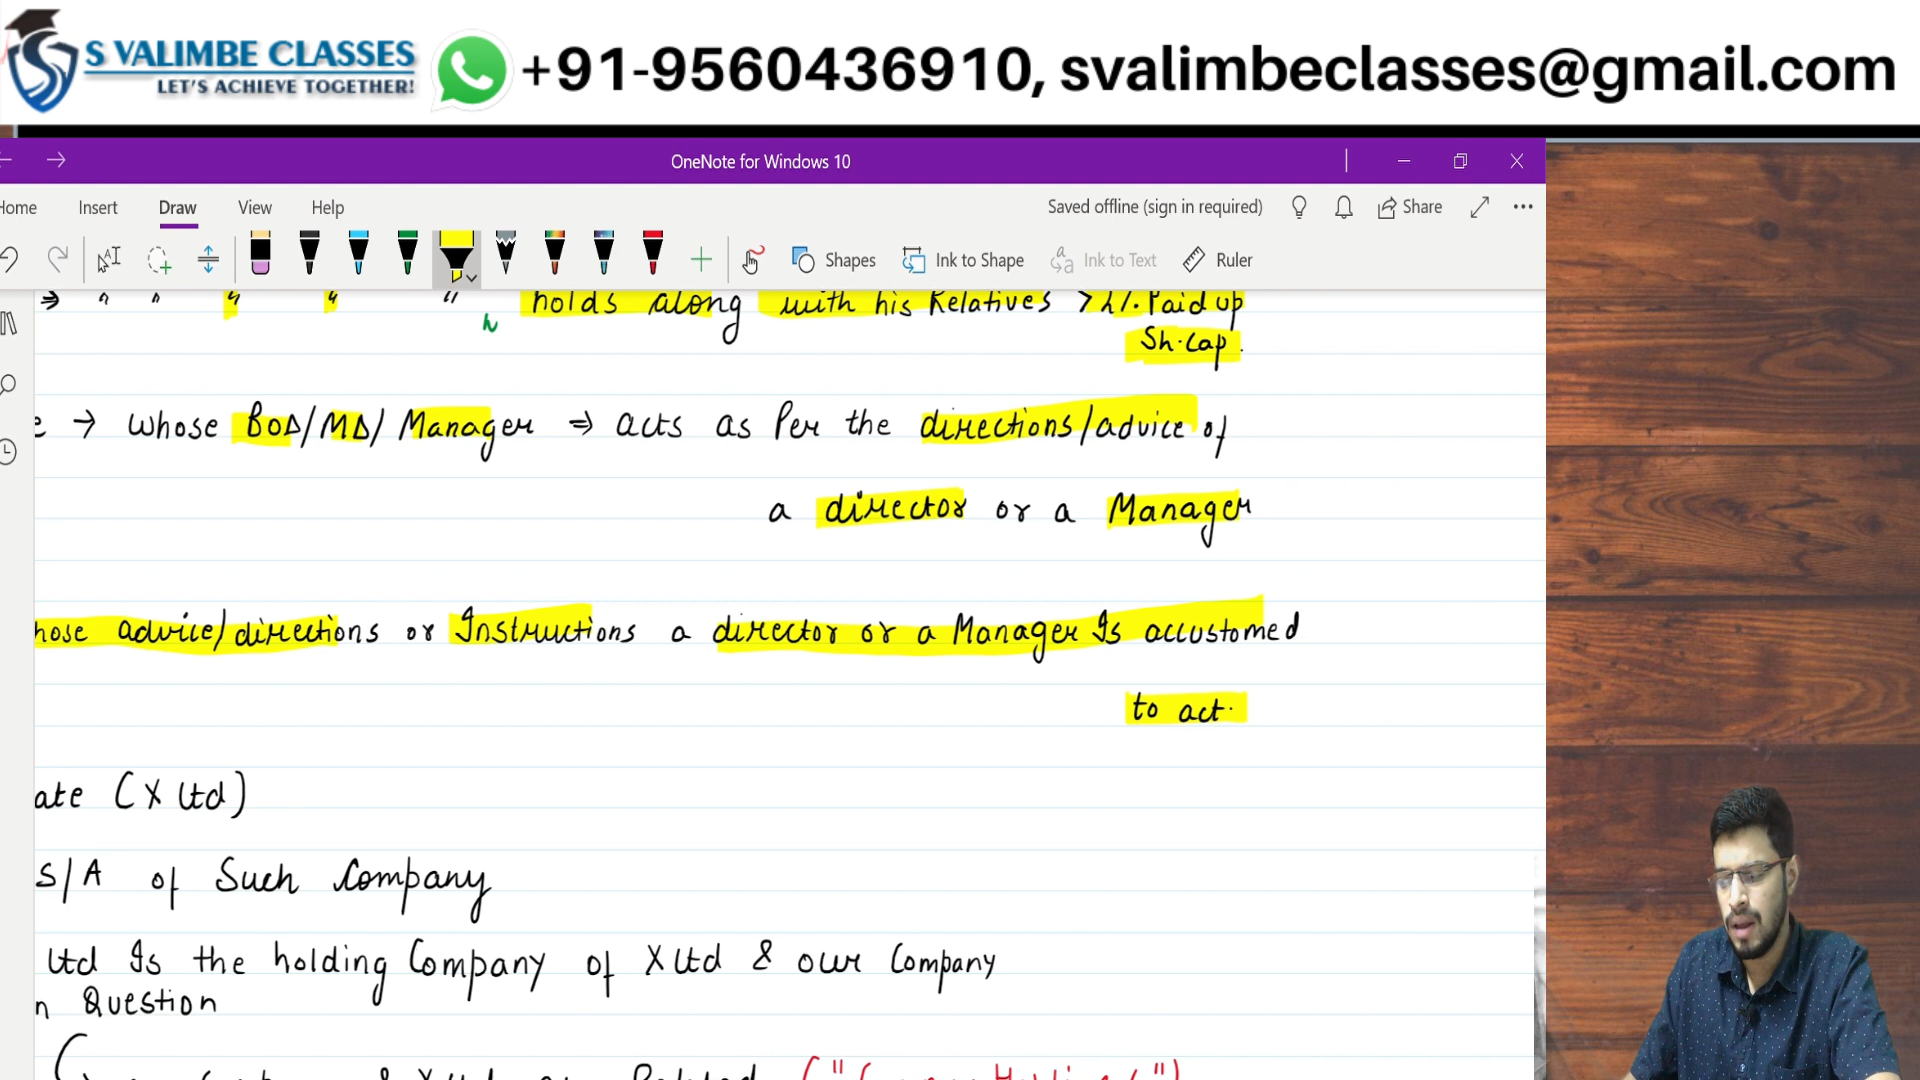 S VALIMBE CLASSES
LET'S ACHIEVE TOGETHER!
+91-9560436910, svalimbeclasses@gmail.com
OneNote for Windows 10
Home Insert Draw View Help
Saved offline (sign in required) Share
Shapes Ink to Shape Ink to Text Ruler
⇒ " " " " " holds along with his Relatives > 2% Paid up
Sh. Cap.
e → whose BOD/MD/Manager ⇒ acts as Per the directions/advice of
a director or a Manager
hose advice/directions or Instructions a director or a Manager Is accustomed
to act.
ate (X Ltd)
S/A of Such Company
Ltd Is the holding Company of X Ltd & our Company
n Question
& X Ltd